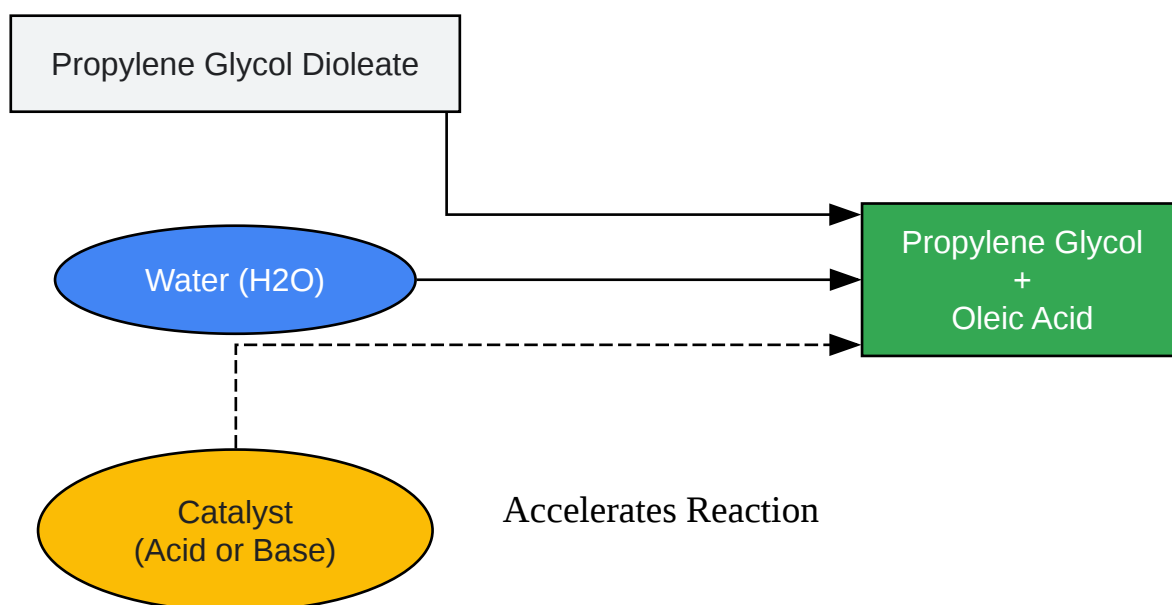 Propylene Glycol Dioleate
Water (H2O)
Propylene Glycol
+
Oleic Acid
Catalyst
(Acid or Base)
Accelerates Reaction